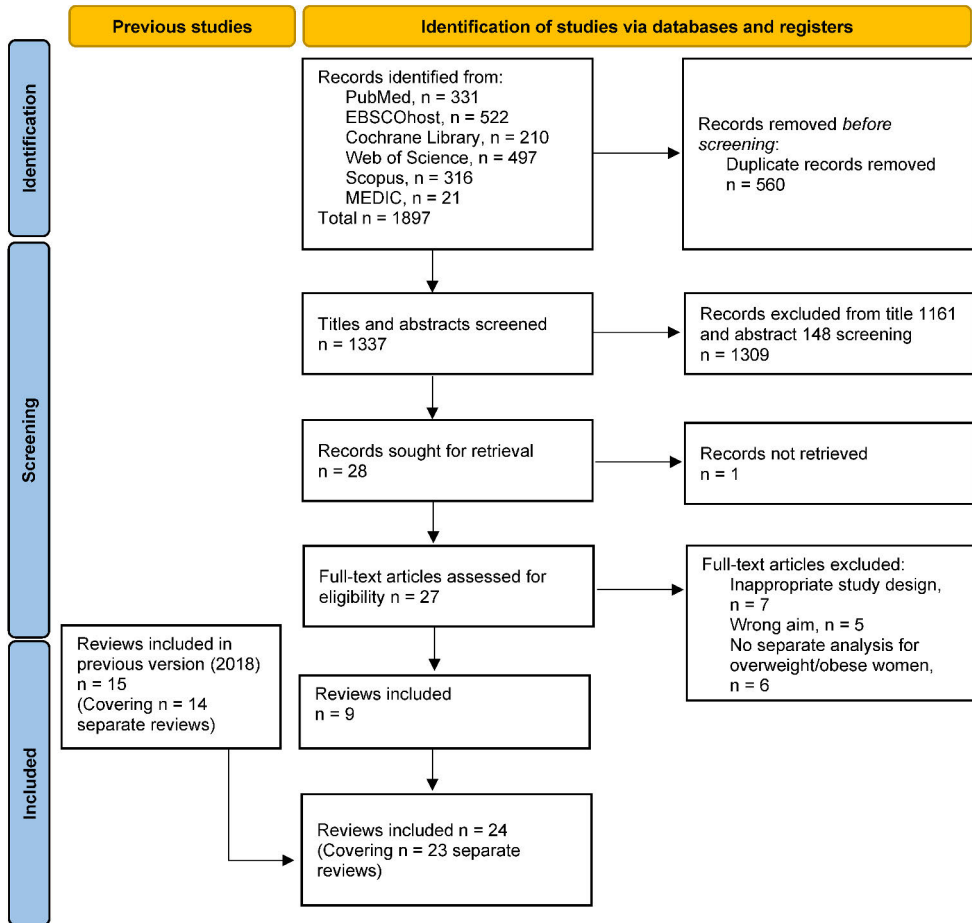 Previous studies
Identification of studies via databases and registers
Identification
Records identified from:
PubMed, n = 331
EBSCOhost, n = 522
Cochrane Library, n = 210
Web of Science, n = 497
Scopus, n = 316
MEDIC, n = 21
Total n = 1897
Records removed before
screening:
Duplicate records removed
n = 560
Screening
Titles and abstracts screened
n = 1337
Records excluded from title 1161
and abstract 148 screening
n = 1309
Records sought for retrieval
n = 28
Records not retrieved
n = 1
Full-text articles assessed for
eligibility n = 27
Full-text articles excluded:
Inappropriate study design,
n = 7
Wrong aim, n = 5
No separate analysis for
overweight/obese women,
n = 6
Included
Reviews included in
previous version (2018)
n = 15
(Covering n = 14
separate reviews)
Reviews included
n = 9
Reviews included n = 24
(Covering n = 23 separate
reviews)